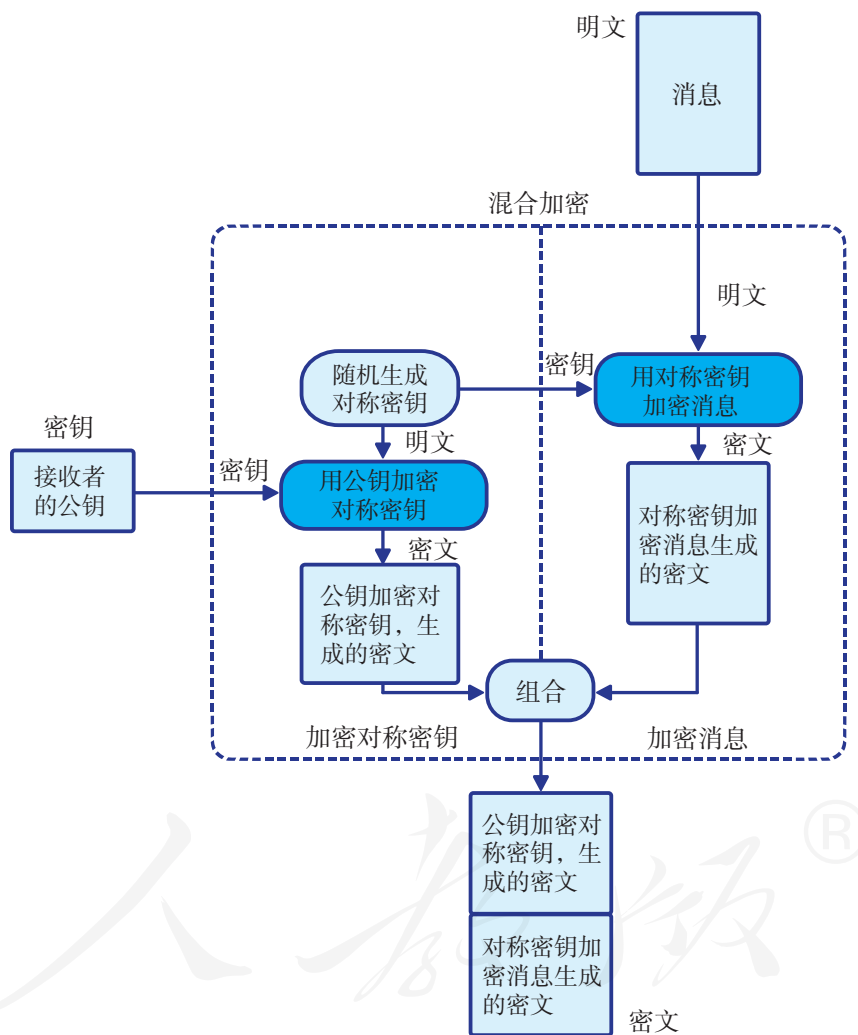 明文
消息
混合加密
明文
随机生成
对称密钥
密钥
用对称密钥
加密消息
密钥
接收者
的公钥
密钥
明文
用公钥加密
对称密钥
密文
对称密钥加
密消息生成
的密文
密文
公钥加密对
称密钥，生
成的密文
组合
加密对称密钥
加密消息
公钥加密对
称密钥，生
成的密文
对称密钥加
密消息生成
的密文
密文
人教版®